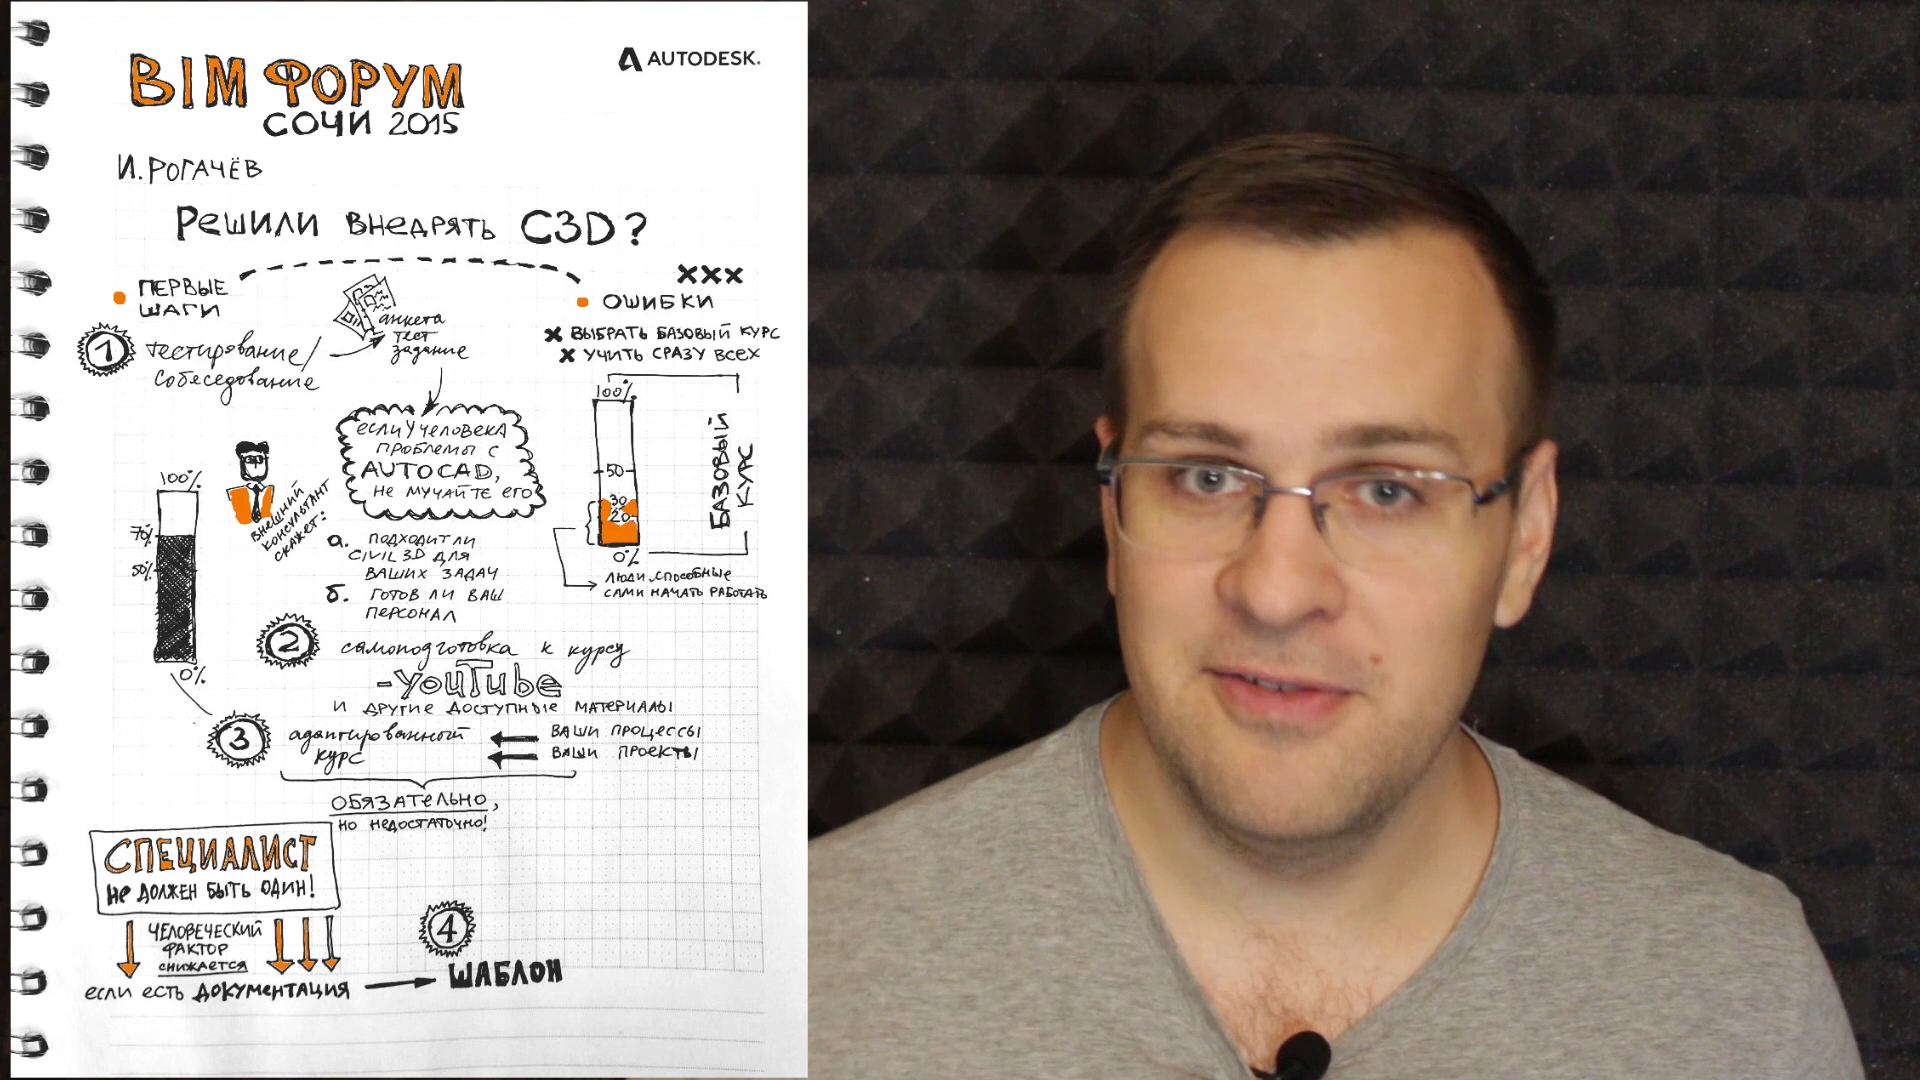 BIM ФОРУМ
СОЧИ 2015
AUTODESK.
И. РОГАЧЁВ
РЕШИЛИ ВНЕДРЯТЬ C3D?
ПЕРВЫЕ
ШАГИ
1 тестирование/
собеседование
анкета
тест
задание
если у человека
проблемы с
AUTOCAD,
не мучайте его
100%
70%
50%
0%
ВНЕШНИЙ
КОНСУЛЬТАНТ
СКАЖЕТ:
а. ПОДХОДИТ ЛИ
CIVIL 3D ДЛЯ
ВАШИХ ЗАДАЧ
б. ГОТОВ ЛИ ВАШ
ПЕРСОНАЛ
XXX
ОШИБКИ
X ВЫБРАТЬ БАЗОВЫЙ КУРС
X УЧИТЬ СРАЗУ ВСЕХ
100%
50
30
20
0%
БАЗОВЫЙ
КУРС
ЛЮДИ, СПОСОБНЫЕ
САМИ НАЧАТЬ РАБОТАТЬ
2 самоподготовка к курсу
- YouTube
И ДРУГИЕ ДОСТУПНЫЕ МАТЕРИАЛЫ
3 адаптированный
курс
ВАШИ ПРОЦЕССЫ
ВАШИ ПРОЕКТЫ
ОБЯЗАТЕЛЬНО,
НО НЕДОСТАТОЧНО!
СПЕЦИАЛИСТ
НЕ ДОЛЖЕН БЫТЬ ОДИН!
ЧЕЛОВЕЧЕСКИЙ
ФАКТОР
СНИЖАЕТСЯ
если есть ДОКУМЕНТАЦИЯ
4
ШАБЛОН